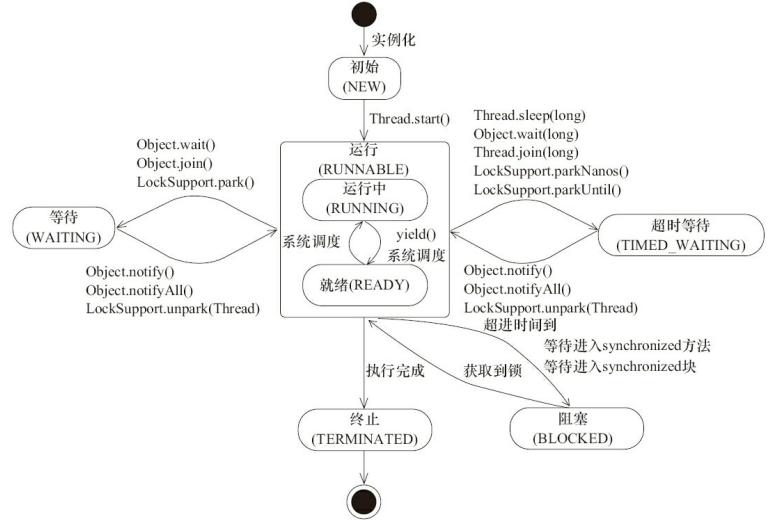 实例化
初始
(NEW)
Thread.start()
Object.wait()
Object.join()
LockSupport.park()
Thread.sleep(long)
Object.wait(long)
Thread.join(long)
LockSupport.parkNanos()
LockSupport.parkUntil()
运行
(RUNNABLE)
运行中
(RUNNING)
等待
(WAITING)
超时等待
(TIMED_WAITING)
系统调度
yield()
系统调度
就绪(READY)
Object.notify()
Object.notifyAll()
LockSupport.unpark(Thread)
Object.notify()
Object.notifyAll()
LockSupport.unpark(Thread)
超进时间到
等待进入synchronized方法
等待进入synchronized块
执行完成
获取到锁
终止
(TERMINATED)
阻塞
(BLOCKED)